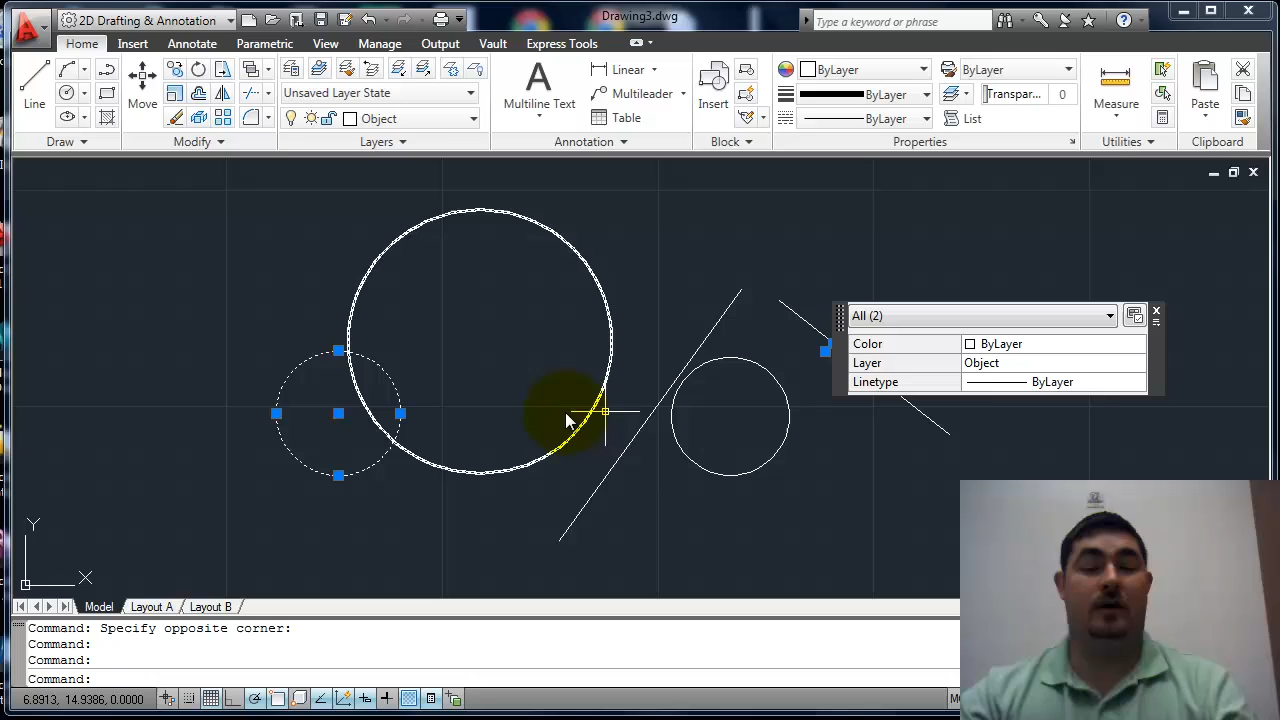 2D Drafting & Annotation
Drawing3.dwg
Type a keyword or phrase
Home Insert Annotate Parametric View Manage Output Vault Express Tools
Line
Move
Unsaved Layer State
Object
Multiline Text
Linear
Multileader
Table
Insert
ByLayer
ByLayer
ByLayer
ByLayer
Transpar... 0
List
Measure
Paste
Draw Modify Layers Annotation Block Properties Utilities Clipboard
All (2)
Color ByLayer
Layer Object
Linetype ByLayer
Y
X
Model Layout A Layout B
Command: Specify opposite corner:
Command:
Command:
Command:
6.8913, 14.9386, 0.0000